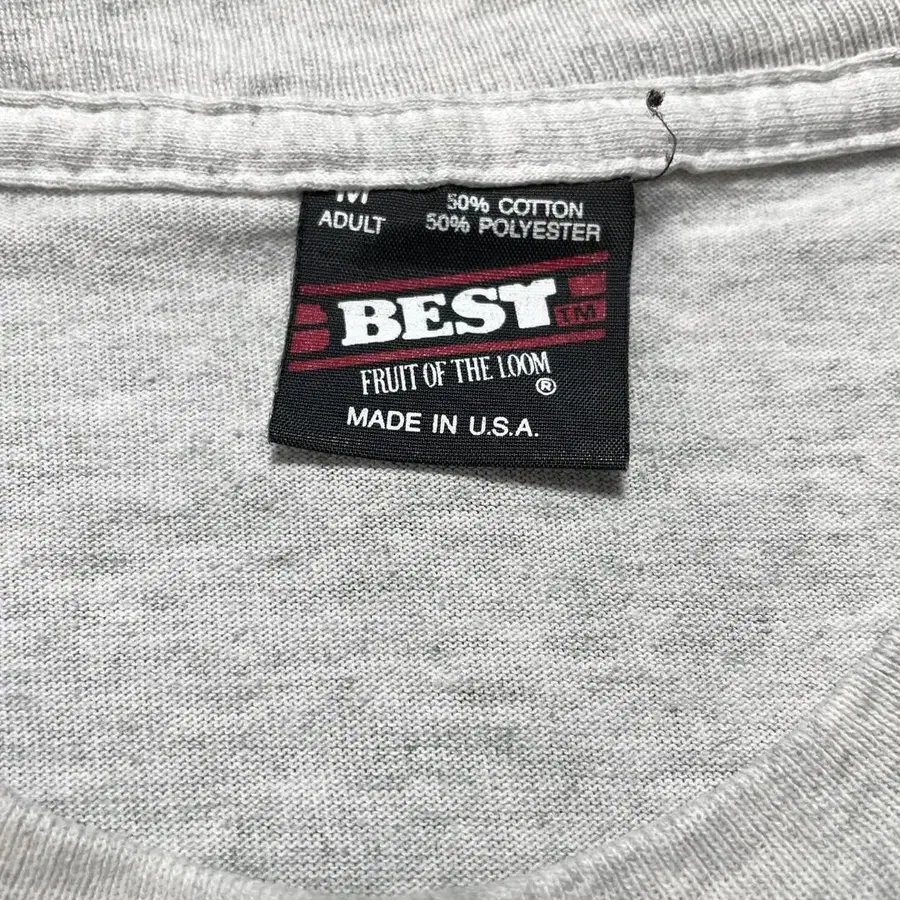 M
ADULT
50% COTTON
50% POLYESTER
BEST TM
FRUIT OF THE LOOM ®
MADE IN U.S.A.